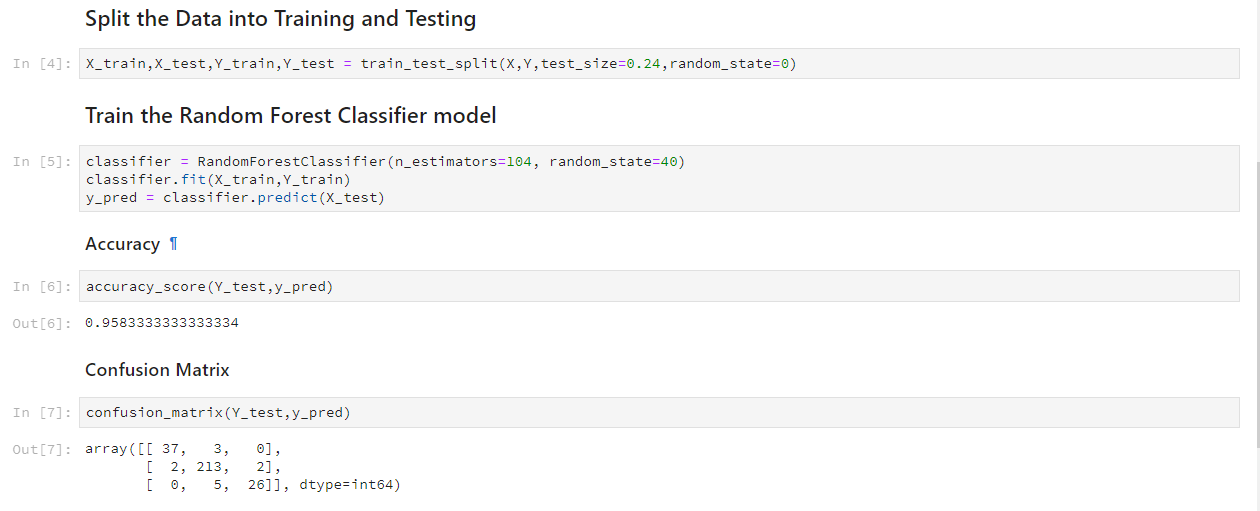 Split the Data into Training and Testing
In [4]: X_train,X_test,Y_train,Y_test = train_test_split(X,Y,test_size=0.24,random_state=0)
Train the Random Forest Classifier model
In [5]: classifier = RandomForestClassifier(n_estimators=104, random_state=40)
classifier.fit(X_train,Y_train)
y_pred = classifier.predict(X_test)
Accuracy ¶
In [6]: accuracy_score(Y_test,y_pred)
Out[6]: 0.9583333333333334
Confusion Matrix
In [7]: confusion_matrix(Y_test,y_pred)
Out[7]: array([[ 37,   3,   0],
       [  2, 213,   2],
       [  0,   5,  26]], dtype=int64)